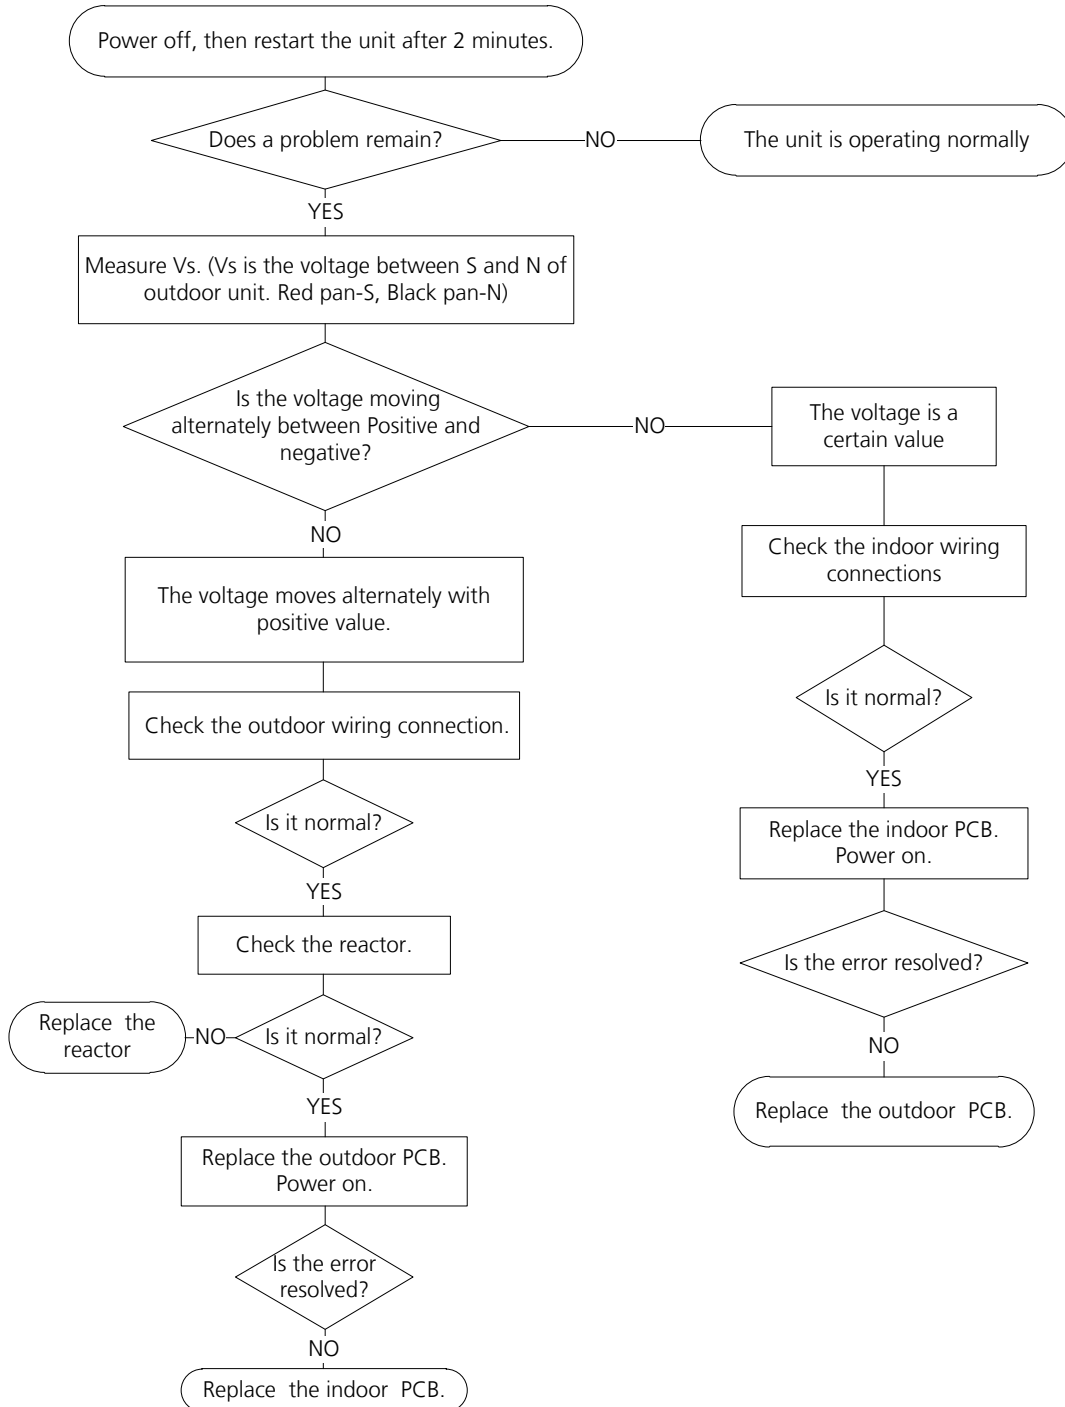 Power off, then restart the unit after 2 minutes.
Does a problem remain?
NO
The unit is operating normally
YES
Measure Vs. (Vs is the voltage between S and N of
outdoor unit. Red pan-S, Black pan-N)
Is the voltage moving
alternately between Positive and
negative?
NO
The voltage is a
certain value
NO
The voltage moves alternately with
positive value.
Check the outdoor wiring connection.
Is it normal?
YES
Check the reactor.
Is it normal?
NO
Replace the
reactor
YES
Replace the outdoor PCB.
Power on.
Is the error
resolved?
NO
Replace the indoor PCB.
Check the indoor wiring
connections
Is it normal?
YES
Replace the indoor PCB.
Power on.
Is the error resolved?
NO
Replace the outdoor PCB.